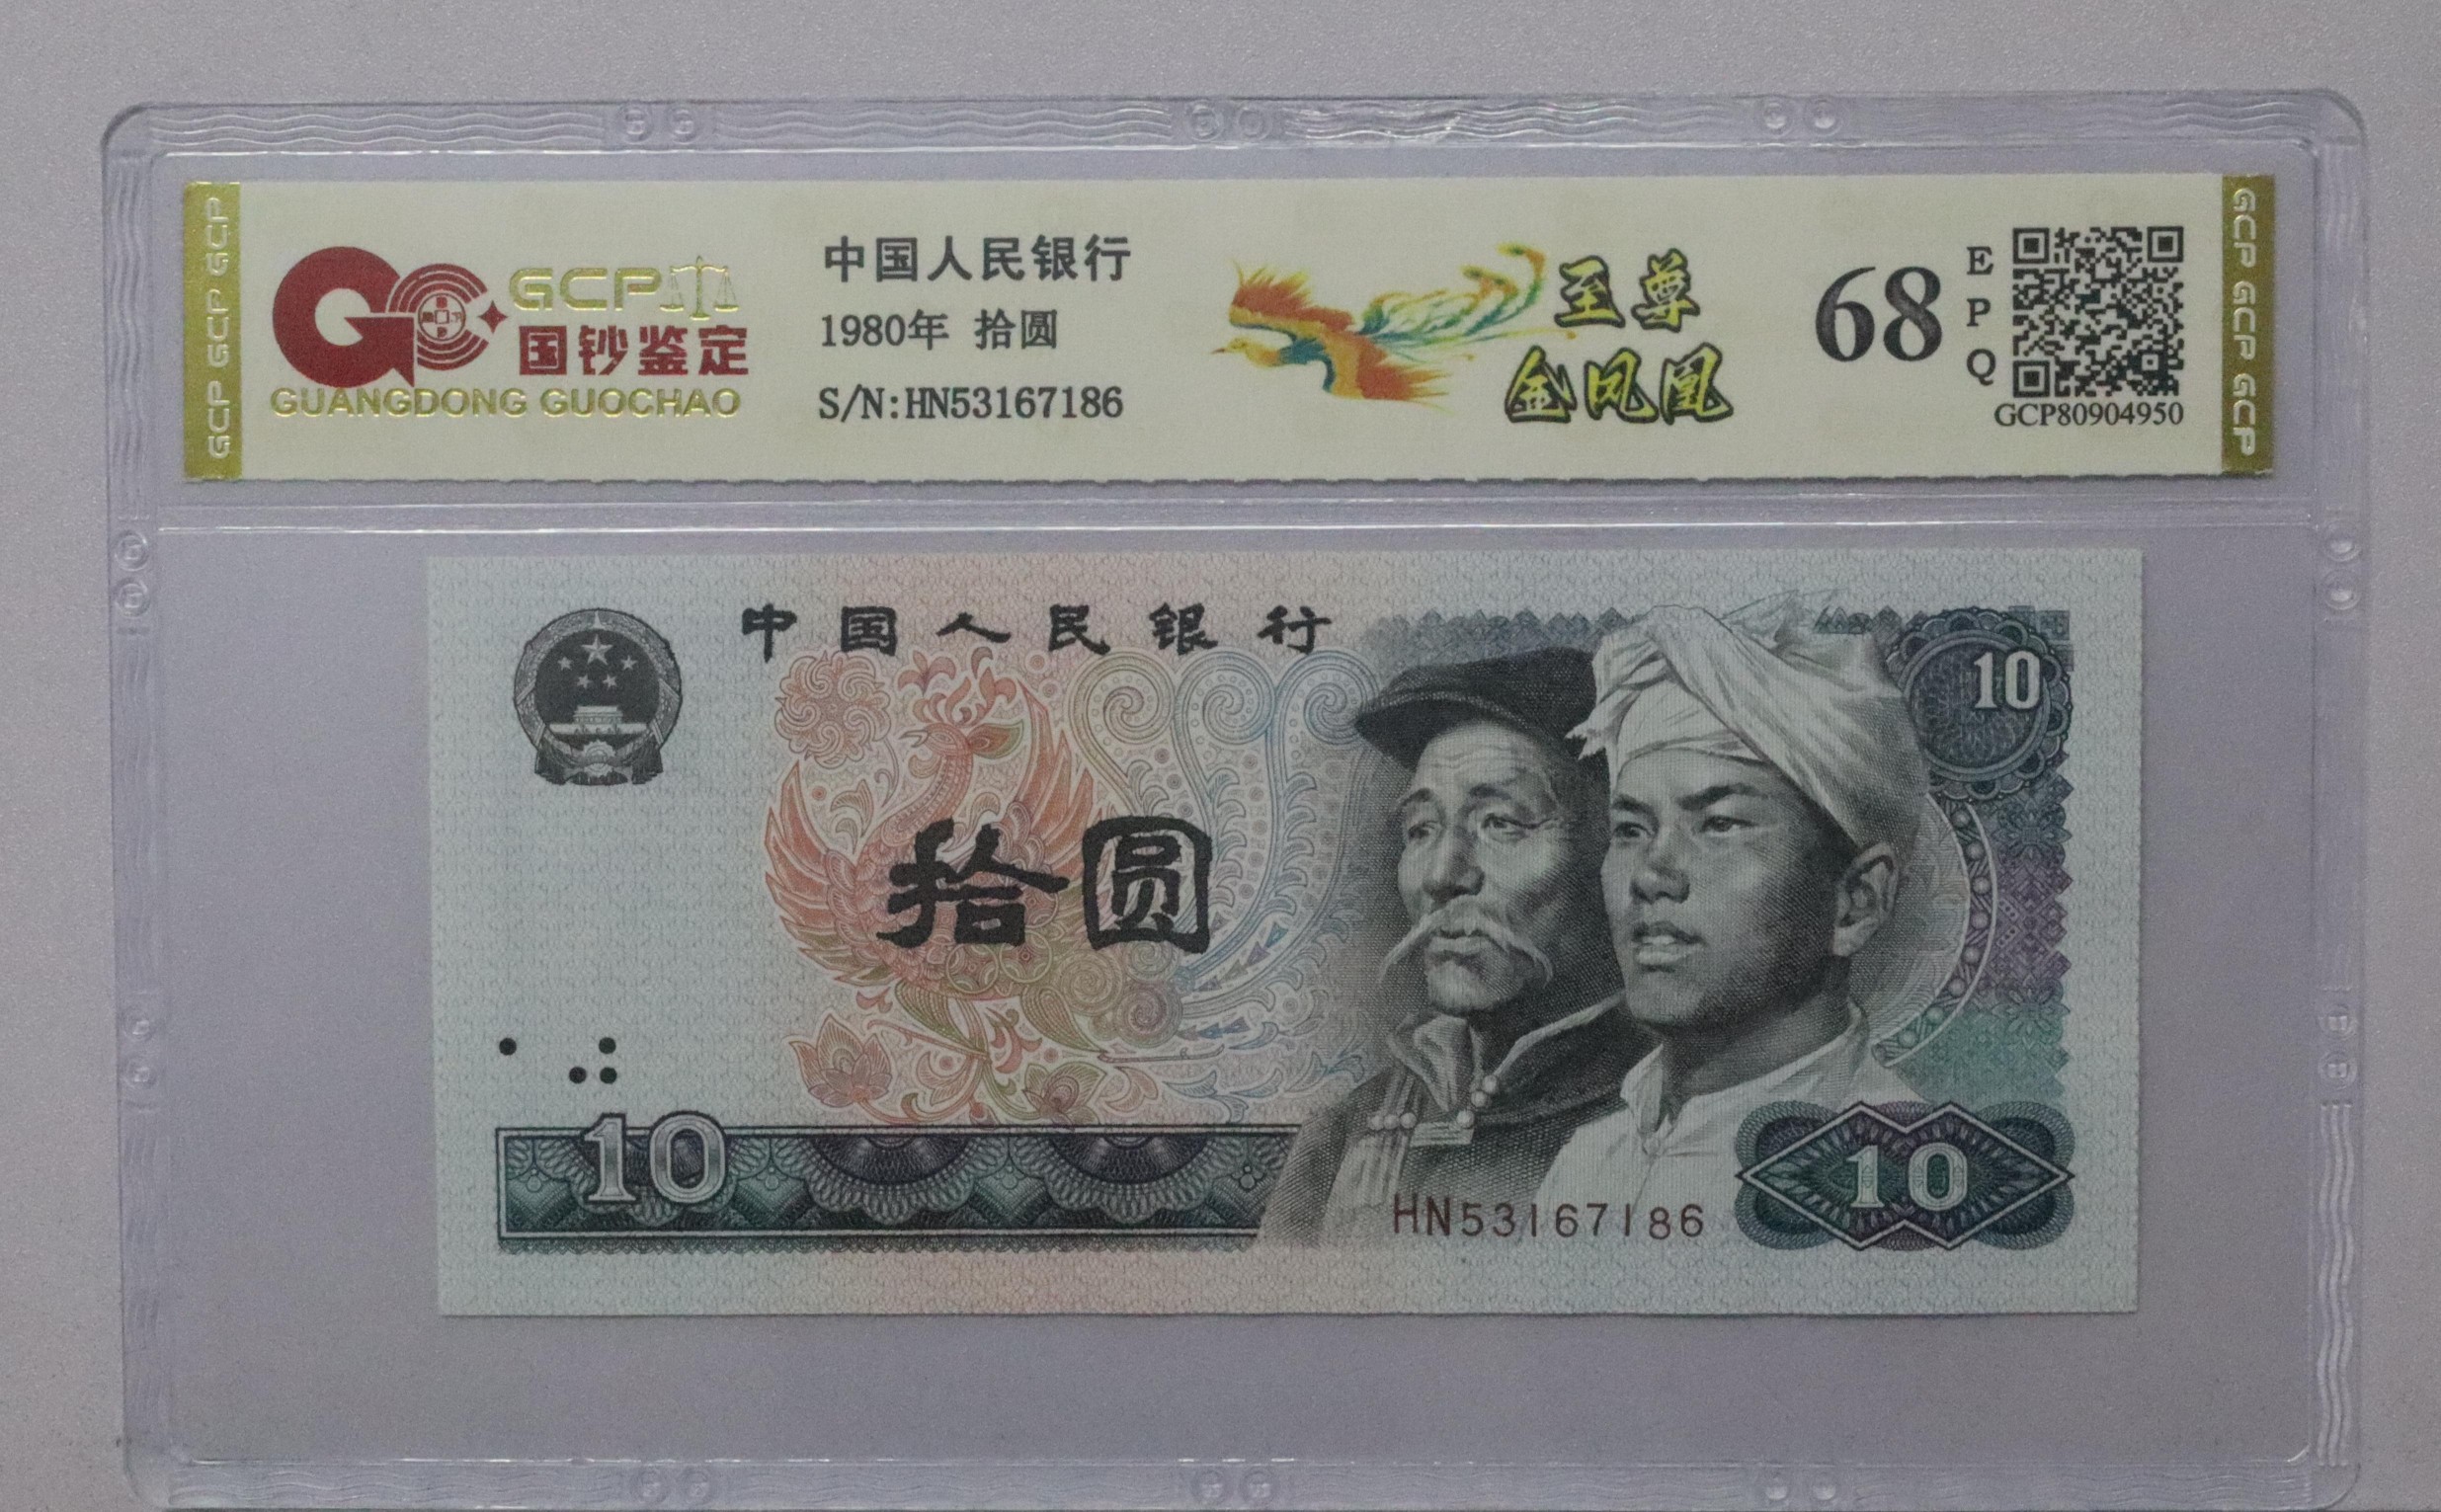 GCP GCP GCP
GCP
国钞鉴定
GUANGDONG GUOCHAO
中国人民银行
1980年 拾圆
S/N:HN53167186
至尊
金凤凰
68
EPQ
GCP80904950
GCP GCP GCP
中国人民银行
10
拾圆
10
HN53167186
10